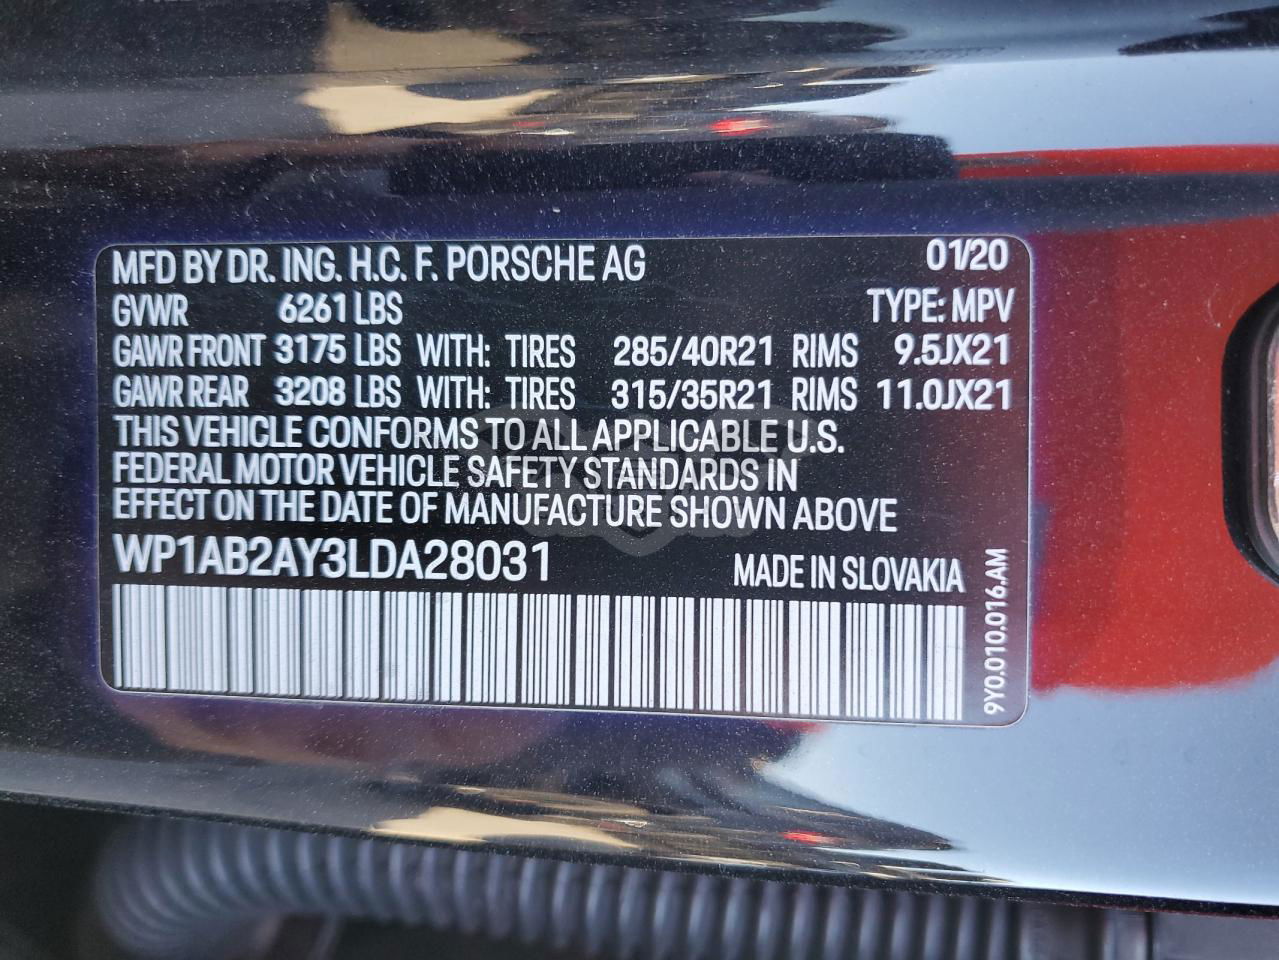 MFD BY DR. ING. H.C. F. PORSCHE AG 01/20
GVWR 6261 LBS TYPE: MPV
GAWR FRONT 3175 LBS WITH: TIRES 285/40R21 RIMS 9.5JX21
GAWR REAR 3208 LBS WITH: TIRES 315/35R21 RIMS 11.0JX21
THIS VEHICLE CONFORMS TO ALL APPLICABLE U.S.
FEDERAL MOTOR VEHICLE SAFETY STANDARDS IN
EFFECT ON THE DATE OF MANUFACTURE SHOWN ABOVE
WP1AB2AY3LDA28031 MADE IN SLOVAKIA
9Y0.010.016.AM